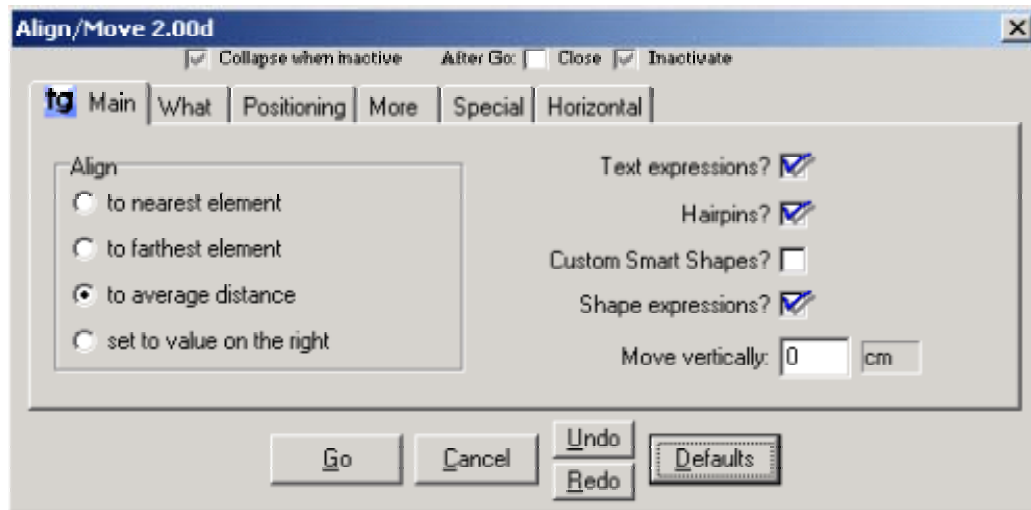 Align/Move 2.00d
Collapse when inactive After Go: Close Inactivate
tg Main What Positioning More Special Horizontal
Align
to nearest element
to farthest element
to average distance
set to value on the right
Text expressions?
Hairpins?
Custom Smart Shapes?
Shape expressions?
Move vertically: 0 cm
Go Cancel Undo Redo Defaults